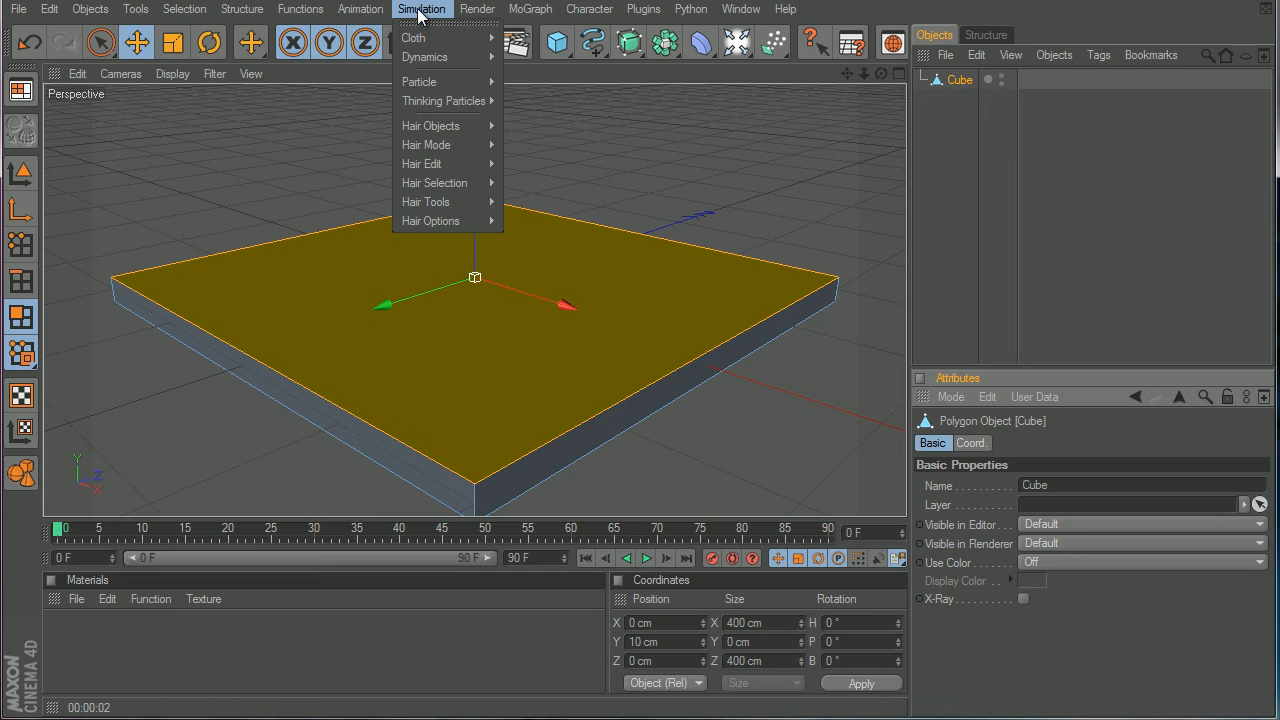 File Edit Objects Tools Selection Structure Functions Animation Simulation Render MoGraph Character Plugins Python Window Help
Objects Structure
File Edit View Objects Tags Bookmarks
Cube
Edit Cameras Display Filter View
Perspective
Cloth
Dynamics
Particle
Thinking Particles
Hair Objects
Hair Mode
Hair Edit
Hair Selection
Hair Tools
Hair Options
X Y Z
Y
Z
X
Attributes
Mode Edit User Data
Polygon Object [Cube]
Basic Coord.
Basic Properties
Name Cube
Layer
Visible in Editor Default
Visible in Renderer Default
Use Color Off
Display Color
X-Ray
0 5 10 15 20 25 30 35 40 45 50 55 60 65 70 75 80 85 90 0 F
0 F 0 F 90 F 90 F
Materials
File Edit Function Texture
Coordinates
Position Size Rotation
X 0 cm X 400 cm H 0 °
Y 10 cm Y 0 cm P 0 °
Z 0 cm Z 400 cm B 0 °
Object (Rel) Size Apply
MAXON
CINEMA 4D
00:00:02